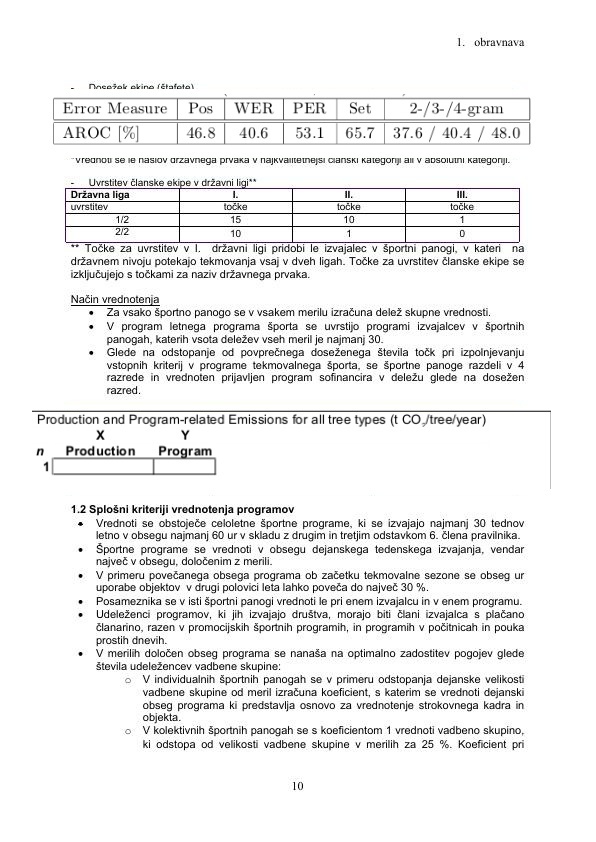 1. obravnava
- Dosežek ekipe (štafete)
Error Measure Pos WER PER Set 2-/3-/4-gram
AROC [%] 46.8 40.6 53.1 65.7 37.6 / 40.4 / 48.0
*Vrednoti se le naslov državnega prvaka v najkvalitetnejši članski kategoriji ali v absolutni kategoriji.
- Uvrstitev članske ekipe v državni ligi**
Državna liga I. II. III.
uvrstitev točke točke točke
1/2 15 10 1
2/2 10 1 0
** Točke za uvrstitev v I. državni ligi pridobi le izvajalec v športni panogi, v kateri na
državnem nivoju potekajo tekmovanja vsaj v dveh ligah. Točke za uvrstitev članske ekipe se
izključujejo s točkami za naziv državnega prvaka.
Način vrednotenja
• Za vsako športno panogo se v vsakem merilu izračuna delež skupne vrednosti.
• V program letnega programa športa se uvrstijo programi izvajalcev v športnih
panogah, katerih vsota deležev vseh meril je najmanj 30.
• Glede na odstopanje od povprečnega doseženega števila točk pri izpolnjevanju
vstopnih kriterij v programe tekmovalnega športa, se športne panoge razdeli v 4
razrede in vrednoten prijavljen program sofinancira v deležu glede na dosežen
razred.
Production and Program-related Emissions for all tree types (t CO₂/tree/year)
X Y
n Production Program
1
1.2 Splošni kriteriji vrednotenja programov
• Vrednoti se obstoječe celoletne športne programe, ki se izvajajo najmanj 30 tednov
letno v obsegu najmanj 60 ur v skladu z drugim in tretjim odstavkom 6. člena pravilnika.
• Športne programe se vrednoti v obsegu dejanskega tedenskega izvajanja, vendar
največ v obsegu, določenim z merili.
• V primeru povečanega obsega programa ob začetku tekmovalne sezone se obseg ur
uporabe objektov v drugi polovici leta lahko poveča do največ 30 %.
• Posameznika se v isti športni panogi vrednoti le pri enem izvajalcu in v enem programu.
• Udeleženci programov, ki jih izvajajo društva, morajo biti člani izvajalca s plačano
članarino, razen v promocijskih športnih programih, in programih v počitnicah in pouka
prostih dnevih.
• V merilih določen obseg programa se nanaša na optimalno zadostitev pogojev glede
števila udeležencev vadbene skupine:
o V individualnih športnih panogah se v primeru odstopanja dejanske velikosti
vadbene skupine od meril izračuna koeficient, s katerim se vrednoti dejanski
obseg programa ki predstavlja osnovo za vrednotenje strokovnega kadra in
objekta.
o V kolektivnih športnih panogah se s koeficientom 1 vrednoti vadbeno skupino,
ki odstopa od velikosti vadbene skupine v merilih za 25 %. Koeficient pri
10